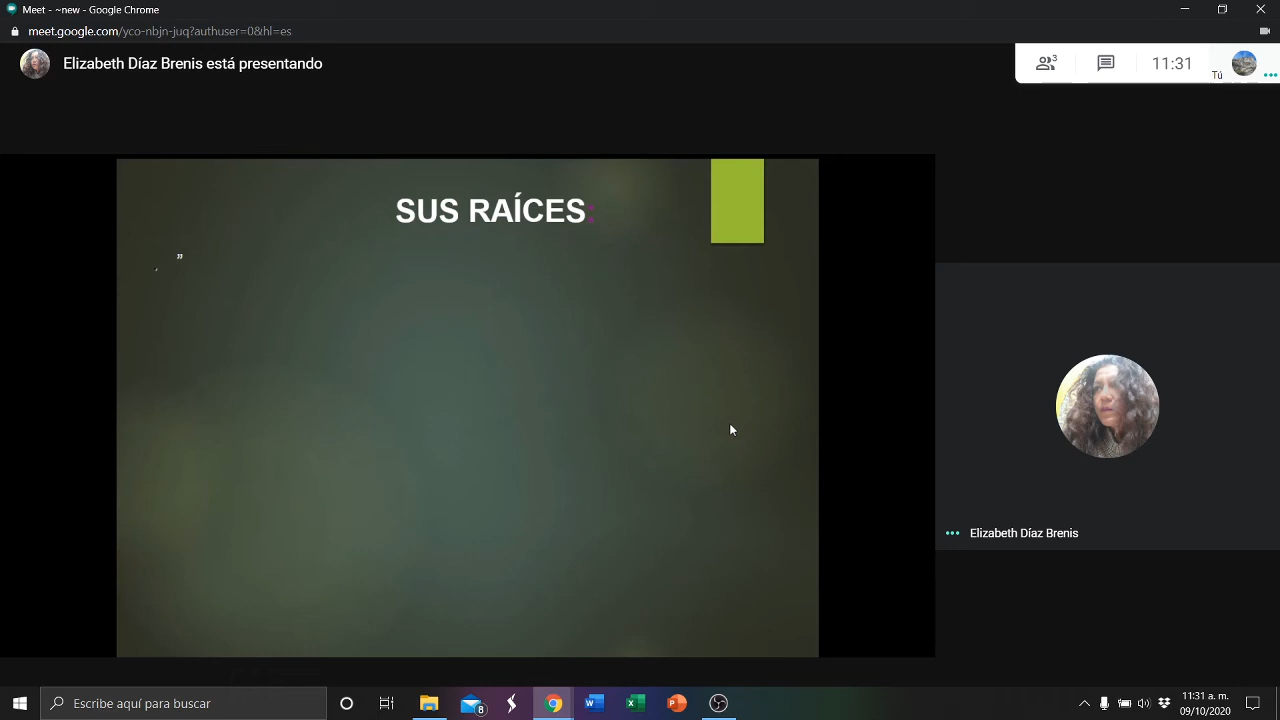 Meet - ~new - Google Chrome
meet.google.com/yco-nbjn-juq?authuser=0&hl=es
Elizabeth Díaz Brenis está presentando
3
11:31
Tú
SUS RAÍCES:
, ”
Elizabeth Díaz Brenis
Escribe aquí para buscar
8
11:31 a. m.
09/10/2020